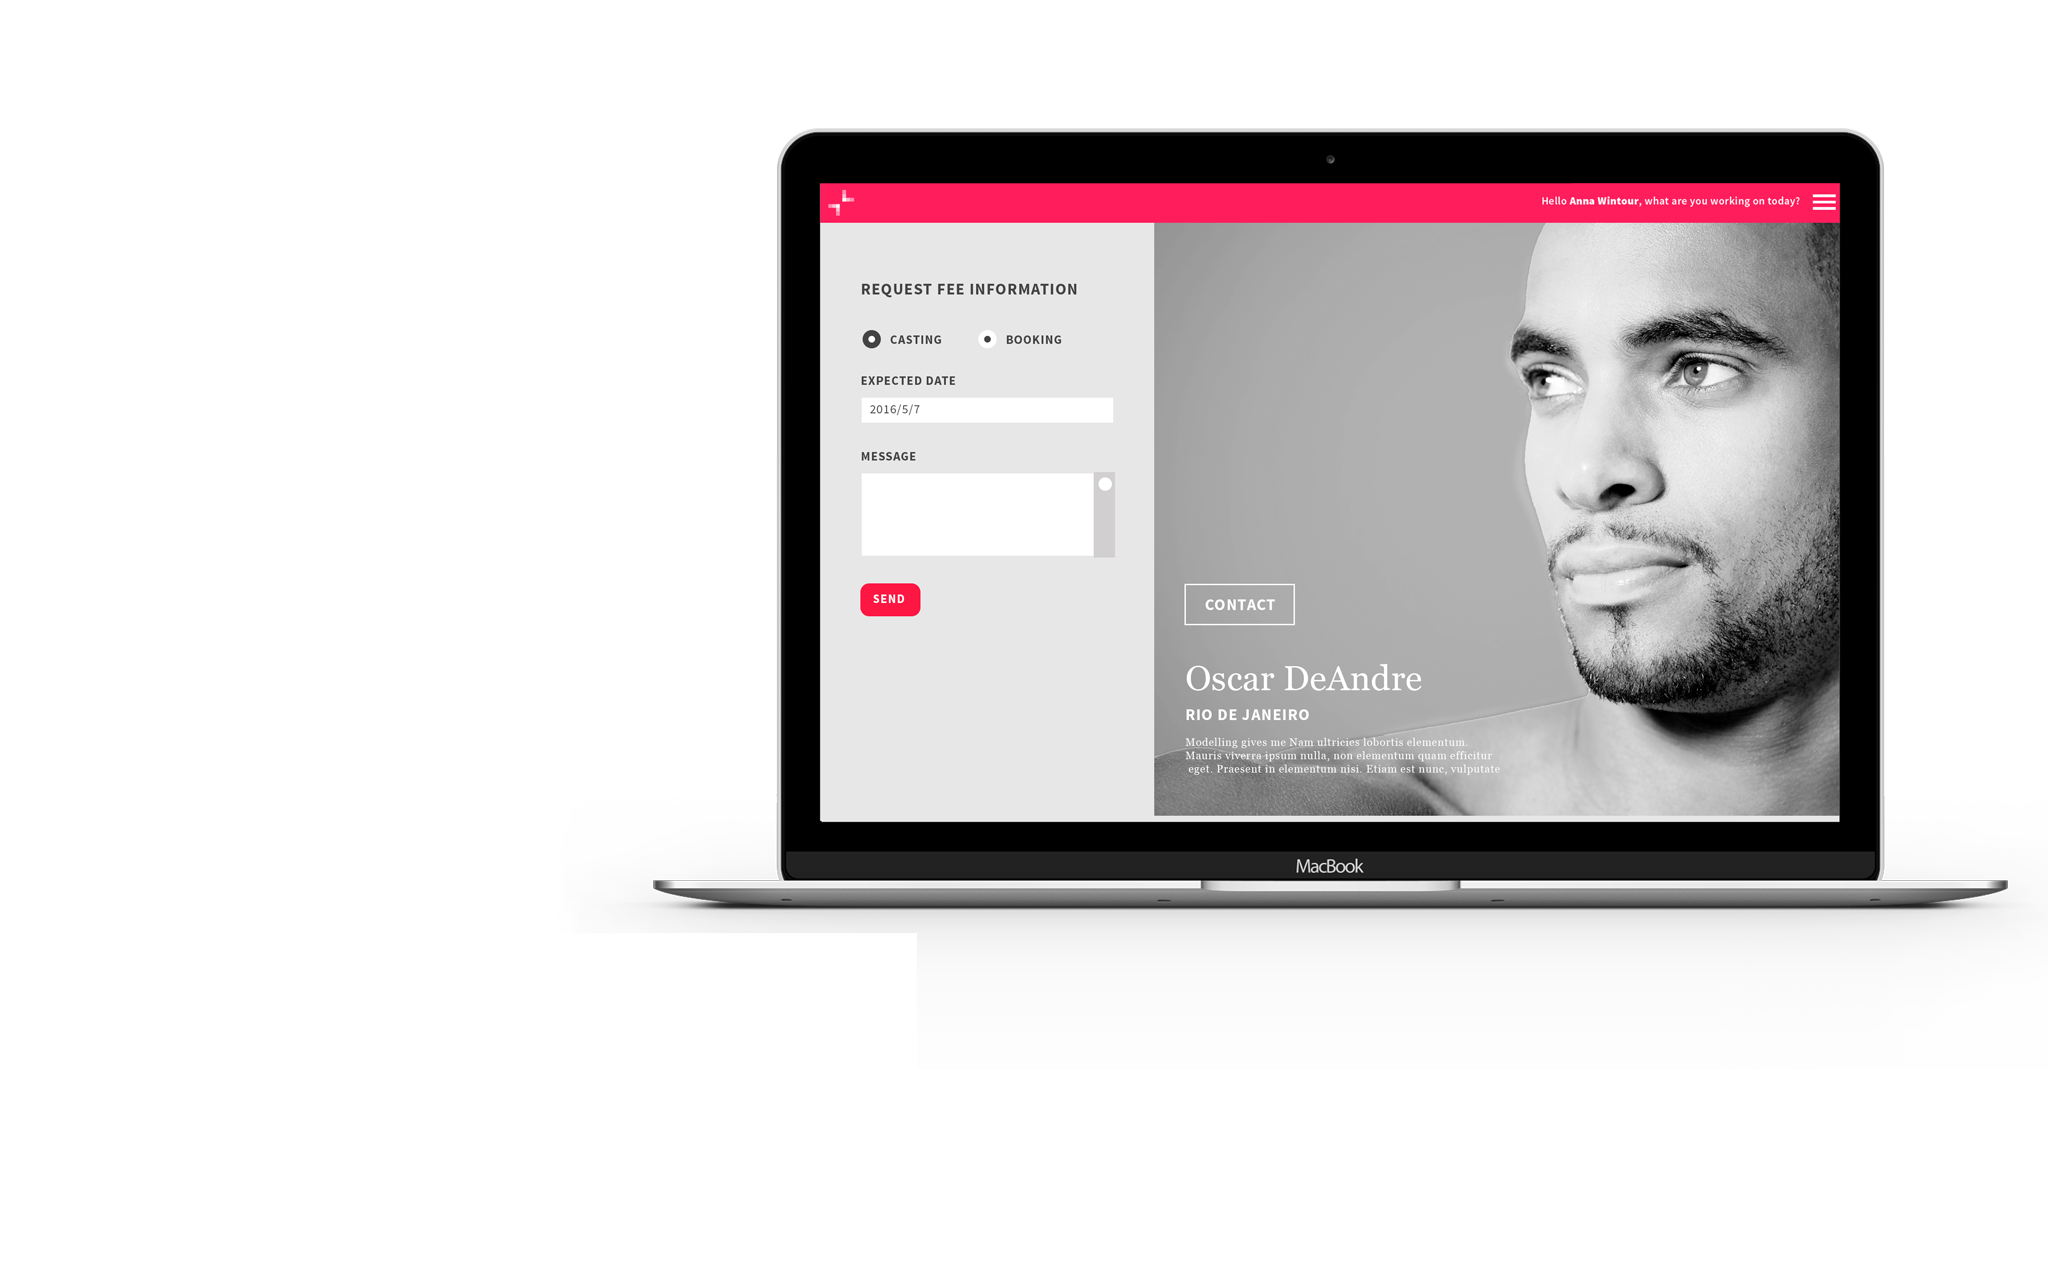 Hello Anna Wintour, what are you working on today?
REQUEST FEE INFORMATION
CASTING BOOKING
EXPECTED DATE
2016/5/7
MESSAGE
SEND
CONTACT
Oscar DeAndre
RIO DE JANEIRO
Modelling gives me Nam ultricies lobortis elementum.
Mauris viverra ipsum nulla, non elementum quam efficitur
eget. Praesent in elementum nisi. Etiam est nunc, vulputate
MacBook